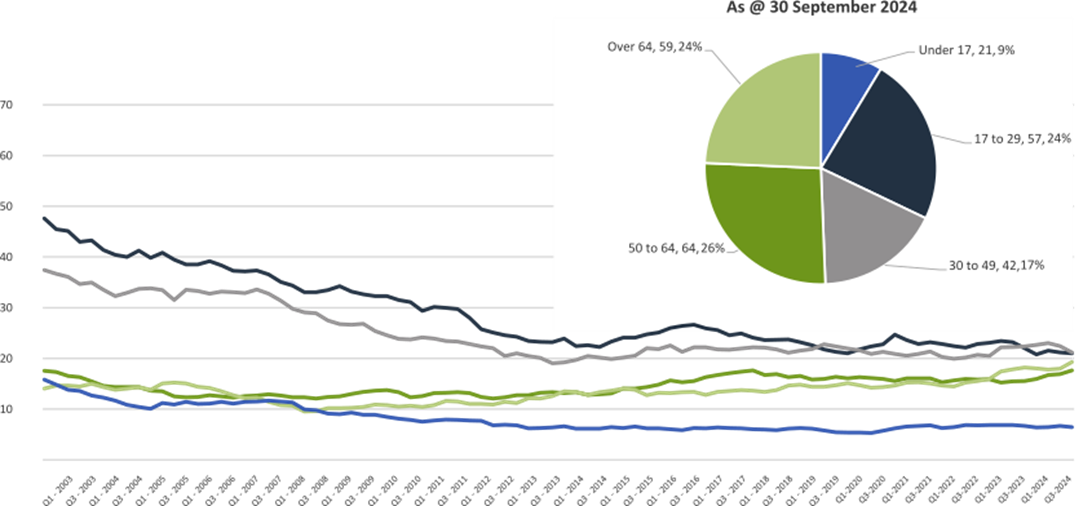 As @ 30 September 2024
Over 64, 59, 24%
Under 17, 21, 9%
17 to 29, 57, 24%
50 to 64, 64, 26%
30 to 49, 42, 17%
70
60
50
40
30
20
10
Q1 - 2003
Q3 - 2003
Q1 - 2004
Q3 - 2004
Q1 - 2005
Q3 - 2005
Q1 - 2006
Q3 - 2006
Q1 - 2007
Q3 - 2007
Q1 - 2008
Q3 - 2008
Q1 - 2009
Q3 - 2009
Q1 - 2010
Q3 - 2010
Q1 - 2011
Q3 - 2011
Q1 - 2012
Q3 - 2012
Q1 - 2013
Q3 - 2013
Q1 - 2014
Q3 - 2014
Q1 - 2015
Q3 - 2015
Q1 - 2016
Q3 - 2016
Q1 - 2017
Q3 - 2017
Q1 - 2018
Q3 - 2018
Q1 - 2019
Q3 - 2019
Q1 - 2020
Q3 - 2020
Q1 - 2021
Q3 - 2021
Q1 - 2022
Q3 - 2022
Q1 - 2023
Q3 - 2023
Q1 - 2024
Q3 - 2024